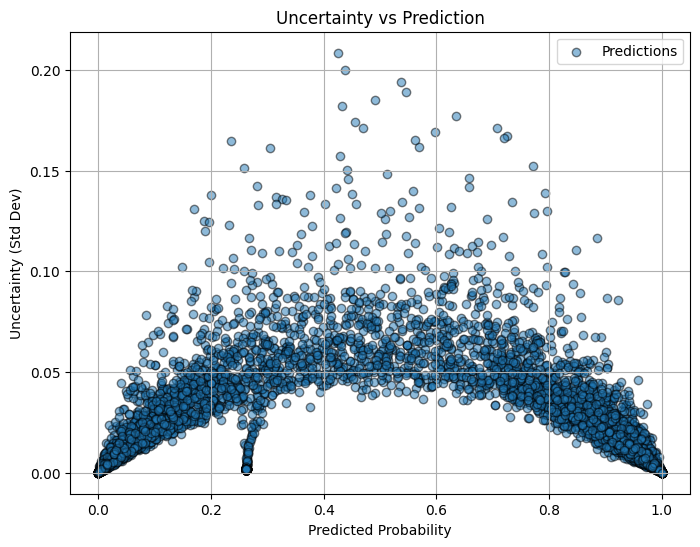 Uncertainty vs Prediction
Predictions
Uncertainty (Std Dev)
0.20
0.15
0.10
0.05
0.00
0.0 0.2 0.4 0.6 0.8 1.0
Predicted Probability